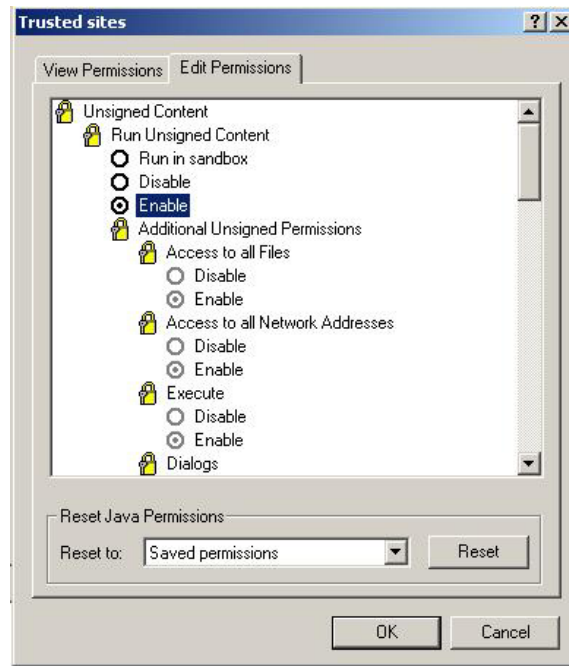 Trusted sites
View Permissions Edit Permissions
Unsigned Content
Run Unsigned Content
Run in sandbox
Disable
Enable
Additional Unsigned Permissions
Access to all Files
Disable
Enable
Access to all Network Addresses
Disable
Enable
Execute
Disable
Enable
Dialogs
Reset Java Permissions
Reset to: Saved permissions Reset
OK Cancel